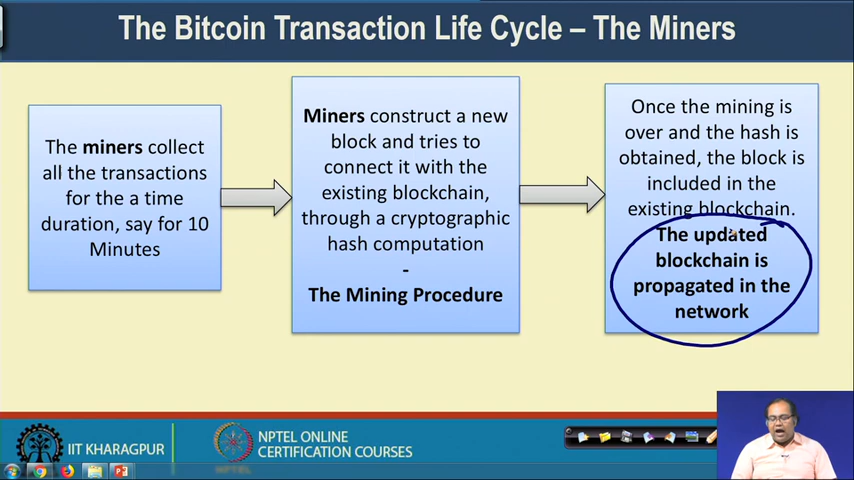 The Bitcoin Transaction Life Cycle – The Miners
The miners collect
all the transactions
for the a time
duration, say for 10
Minutes
Miners construct a new
block and tries to
connect it with the
existing blockchain,
through a cryptographic
hash computation
-
The Mining Procedure
Once the mining is
over and the hash is
obtained, the block is
included in the
existing blockchain.
The updated
blockchain is
propagated in the
network
IIT KHARAGPUR
NPTEL ONLINE
CERTIFICATION COURSES
NPTEL